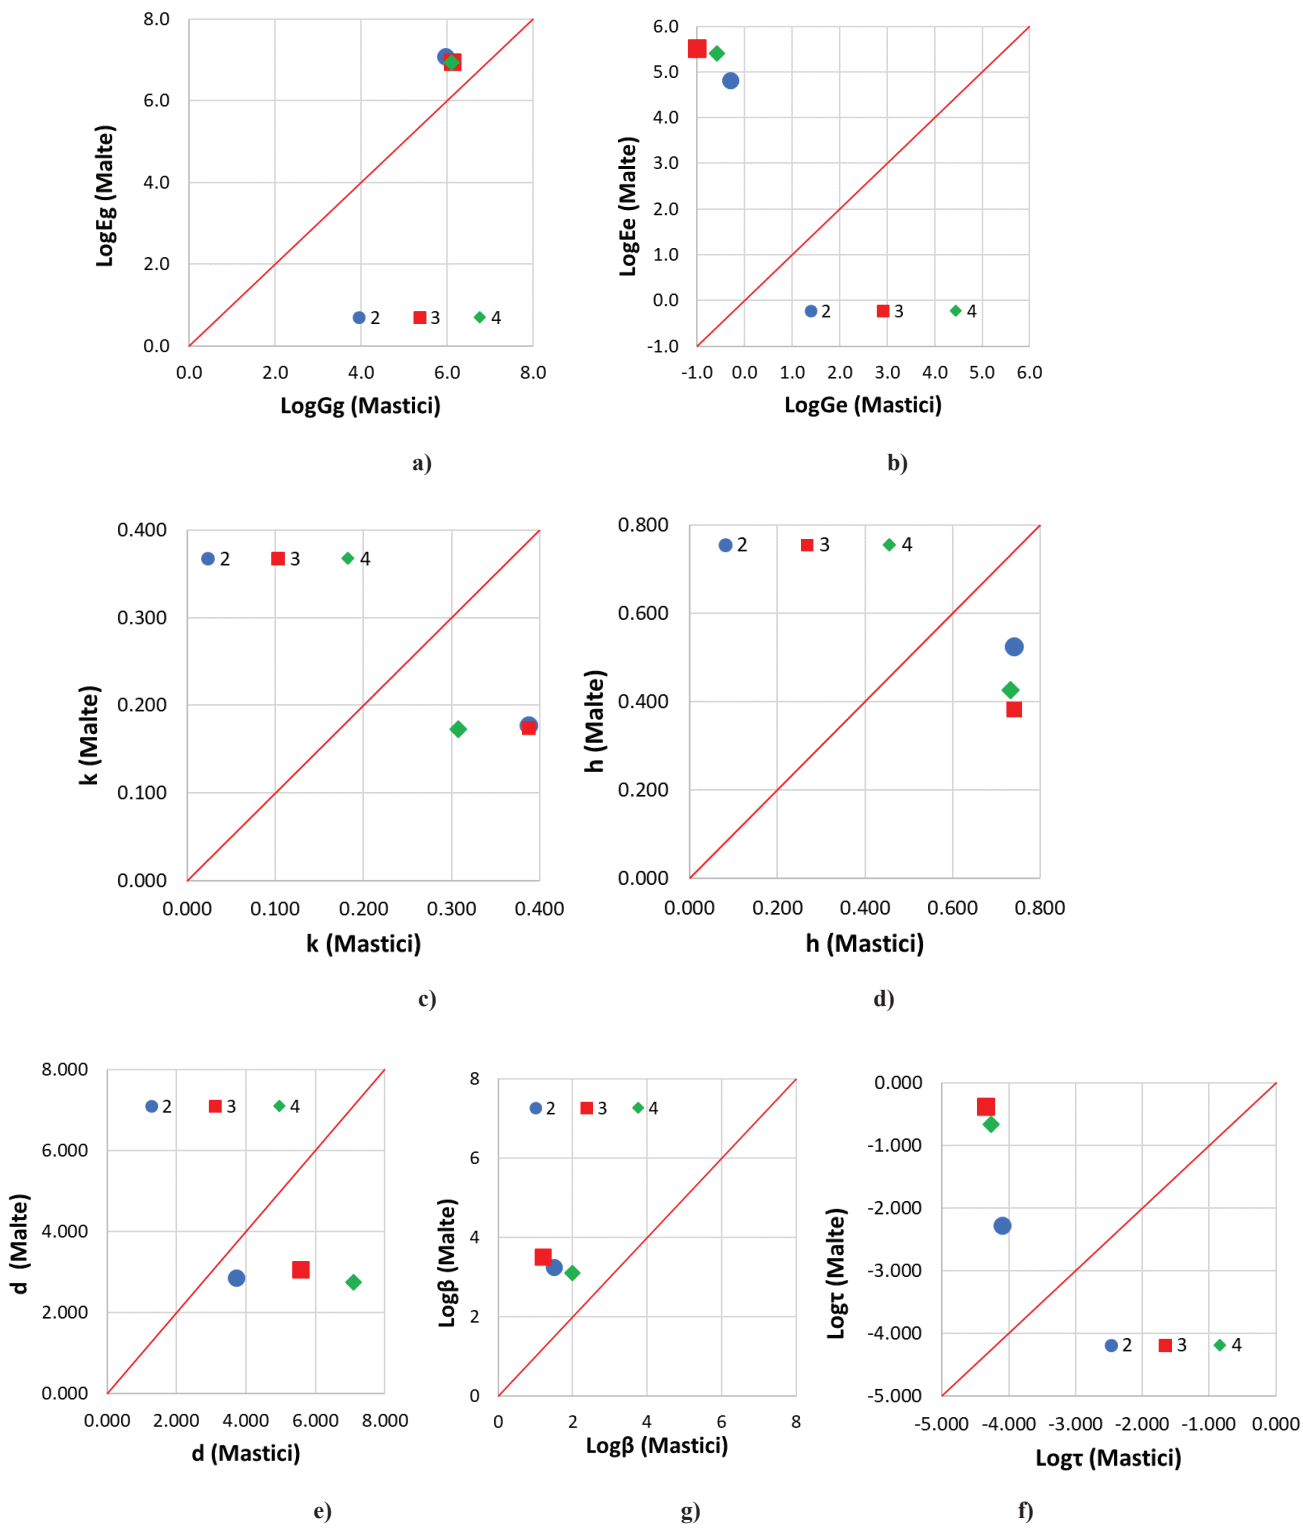 8.0
6.0
4.0
2.0
0.0
LogEg (Malte)
2 3 4
0.0 2.0 4.0 6.0 8.0
LogGg (Mastici)
a)
6.0
5.0
4.0
3.0
2.0
1.0
0.0
-1.0
LogEe (Malte)
2 3 4
-1.0 0.0 1.0 2.0 3.0 4.0 5.0 6.0
LogGe (Mastici)
b)
0.400
0.300
0.200
0.100
0.000
k (Malte)
2 3 4
0.000 0.100 0.200 0.300 0.400
k (Mastici)
c)
0.800
0.600
0.400
0.200
0.000
h (Malte)
2 3 4
0.000 0.200 0.400 0.600 0.800
h (Mastici)
d)
8.000
6.000
4.000
2.000
0.000
d (Malte)
2 3 4
0.000 2.000 4.000 6.000 8.000
d (Mastici)
e)
8
6
4
2
0
Logβ (Malte)
2 3 4
0 2 4 6 8
Logβ (Mastici)
g)
0.000
-1.000
-2.000
-3.000
-4.000
-5.000
Logτ (Malte)
2 3 4
-5.000 -4.000 -3.000 -2.000 -1.000 0.000
Logτ (Mastici)
f)